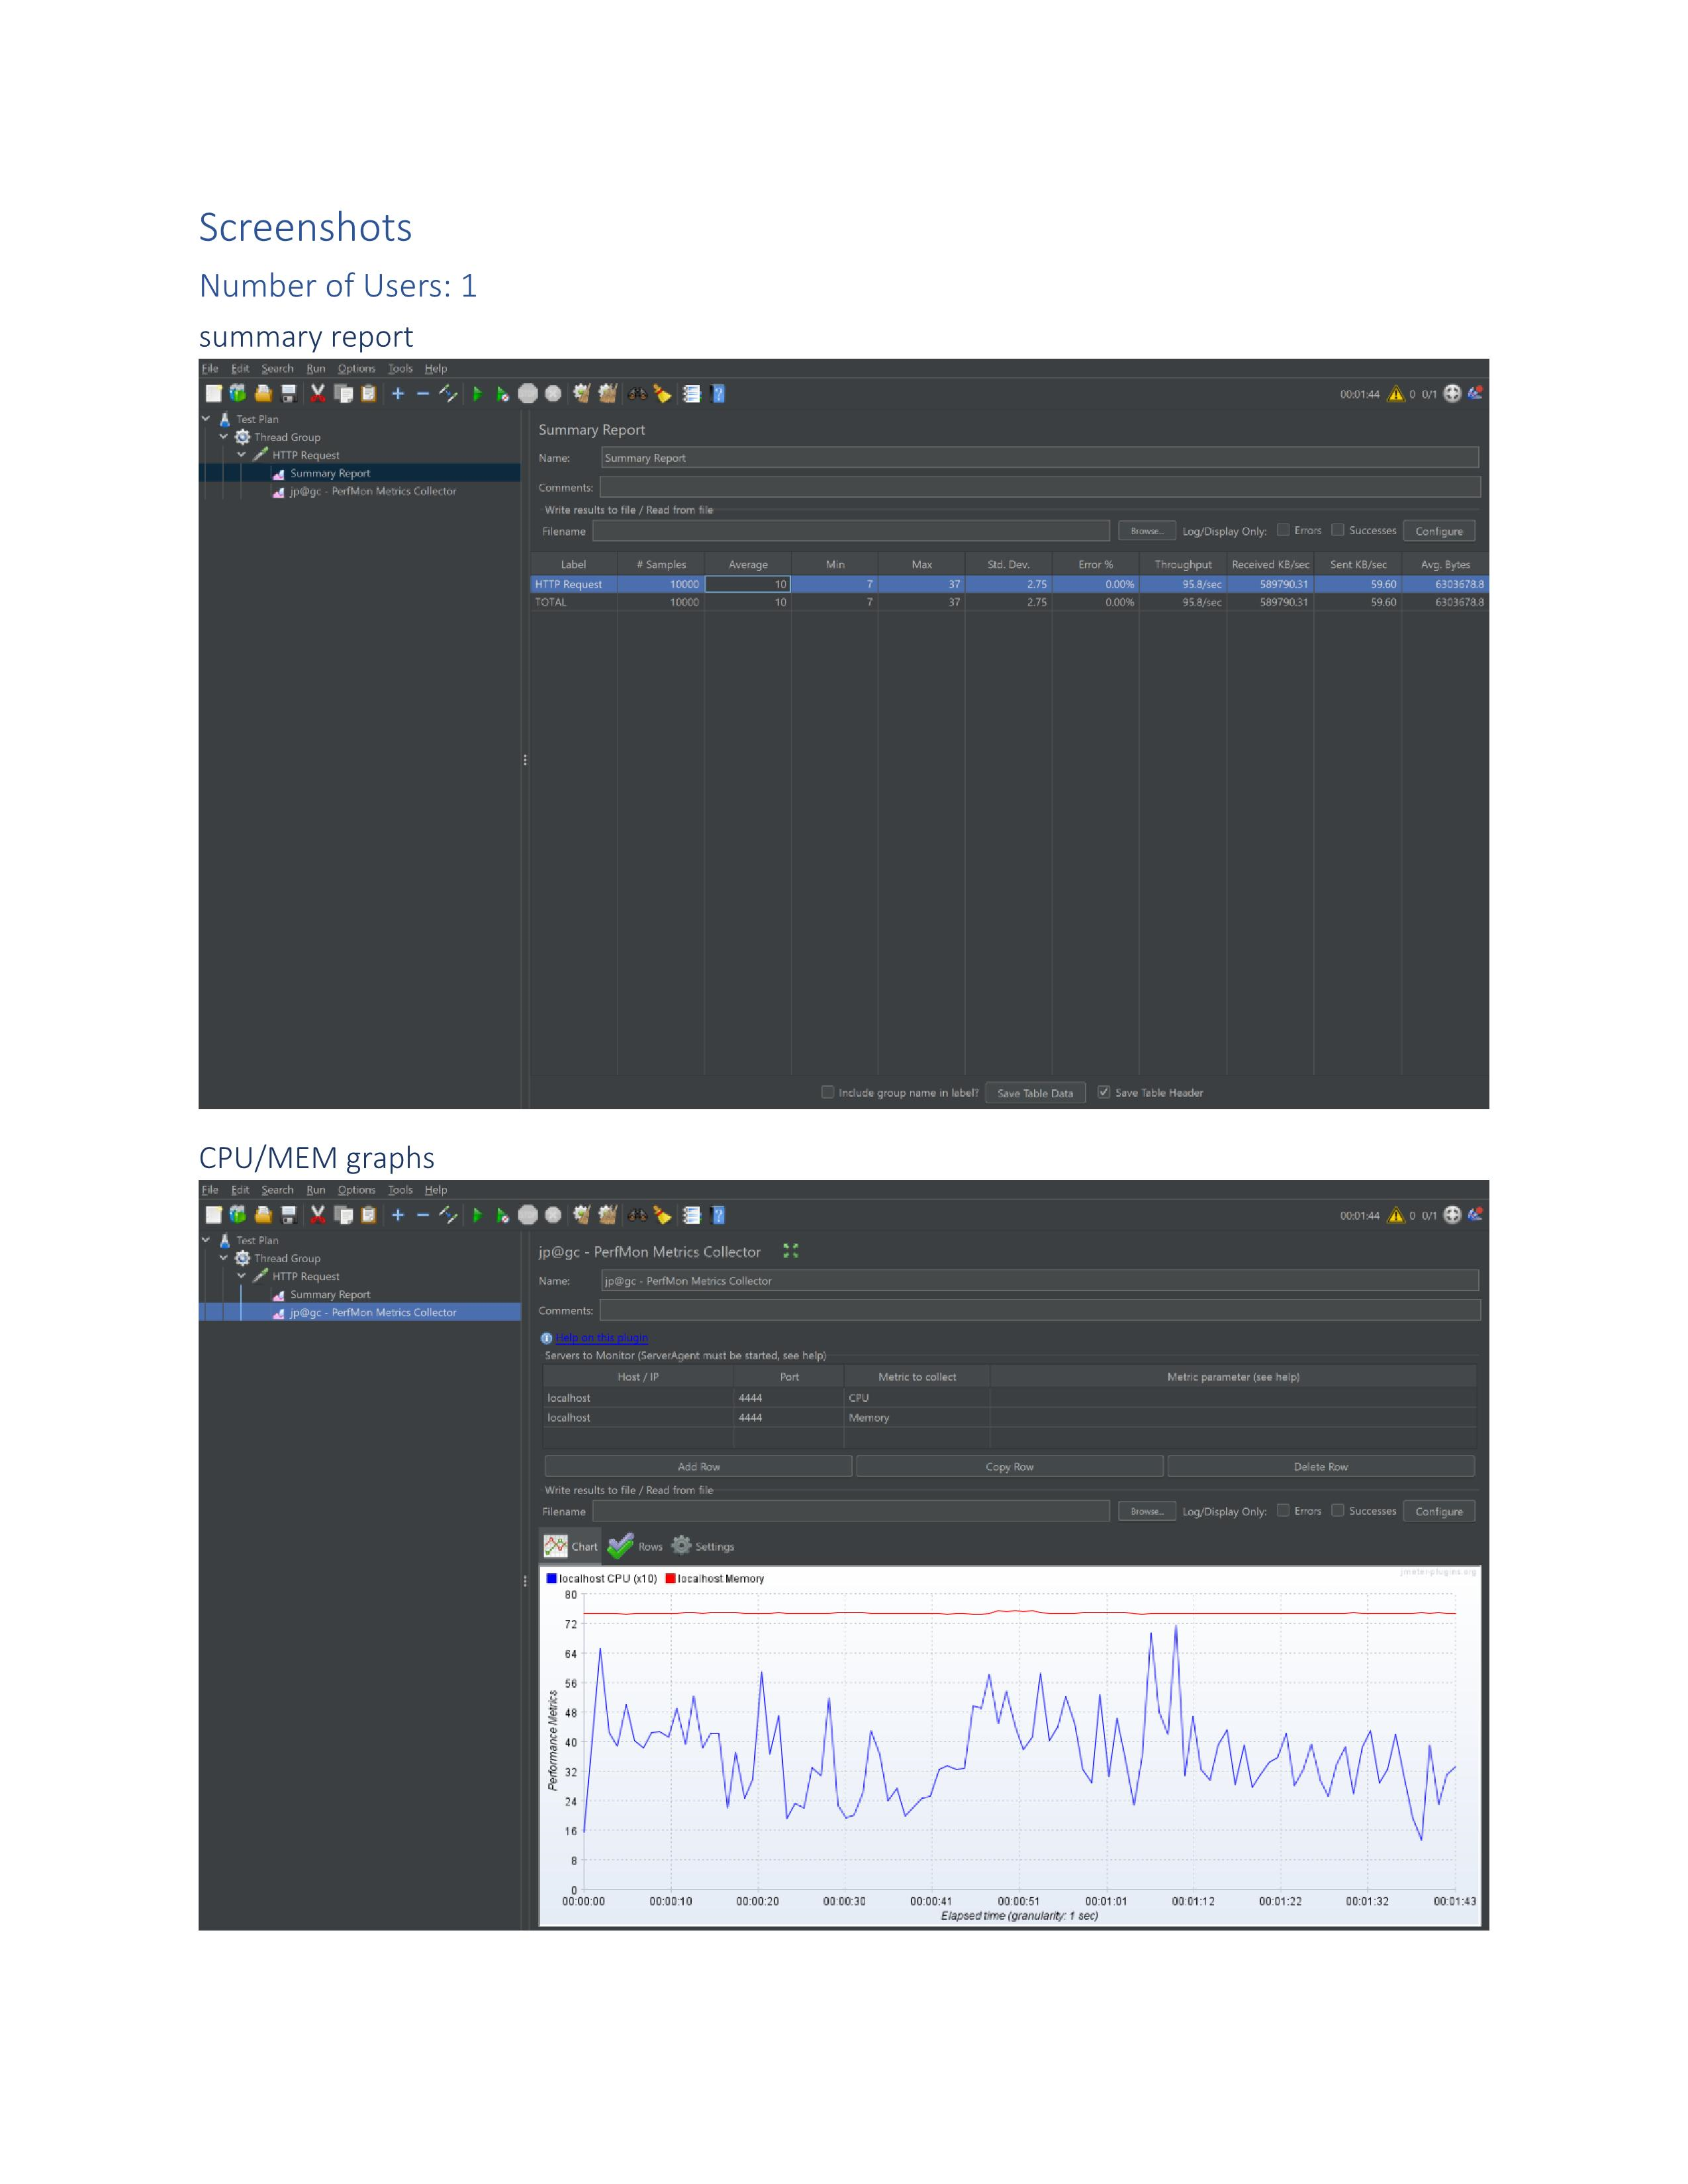 Screenshots
Number of Users: 1
summary report
File Edit Search Run Options Tools Help
00:01:44 0 0/1
Test Plan
Thread Group
HTTP Request
Summary Report
jp@gc - PerfMon Metrics Collector
Summary Report
Name: Summary Report
Comments:
Write results to file / Read from file
Filename Browse... Log/Display Only: Errors Successes Configure
Label # Samples Average Min Max Std. Dev. Error % Throughput Received KB/sec Sent KB/sec Avg. Bytes
HTTP Request 10000 10 7 37 2.75 0.00% 95.8/sec 589790.31 59.60 6303678.8
TOTAL 10000 10 7 37 2.75 0.00% 95.8/sec 589790.31 59.60 6303678.8
Include group name in label? Save Table Data Save Table Header
CPU/MEM graphs
File Edit Search Run Options Tools Help
00:01:44 0 0/1
Test Plan
Thread Group
HTTP Request
Summary Report
jp@gc - PerfMon Metrics Collector
jp@gc - PerfMon Metrics Collector
Name: jp@gc - PerfMon Metrics Collector
Comments:
Help on this plugin
Servers to Monitor (ServerAgent must be started, see help)
Host / IP Port Metric to collect Metric parameter (see help)
localhost 4444 CPU
localhost 4444 Memory
Add Row Copy Row Delete Row
Write results to file / Read from file
Filename Browse... Log/Display Only: Errors Successes Configure
Chart Rows Settings
jmeter-plugins.org
localhost CPU (x10) localhost Memory
80
72
64
56
48
40
32
24
16
8
0
Performance Metrics
00:00:00 00:00:10 00:00:20 00:00:30 00:00:41 00:00:51 00:01:01 00:01:12 00:01:22 00:01:32 00:01:43
Elapsed time (granularity: 1 sec)